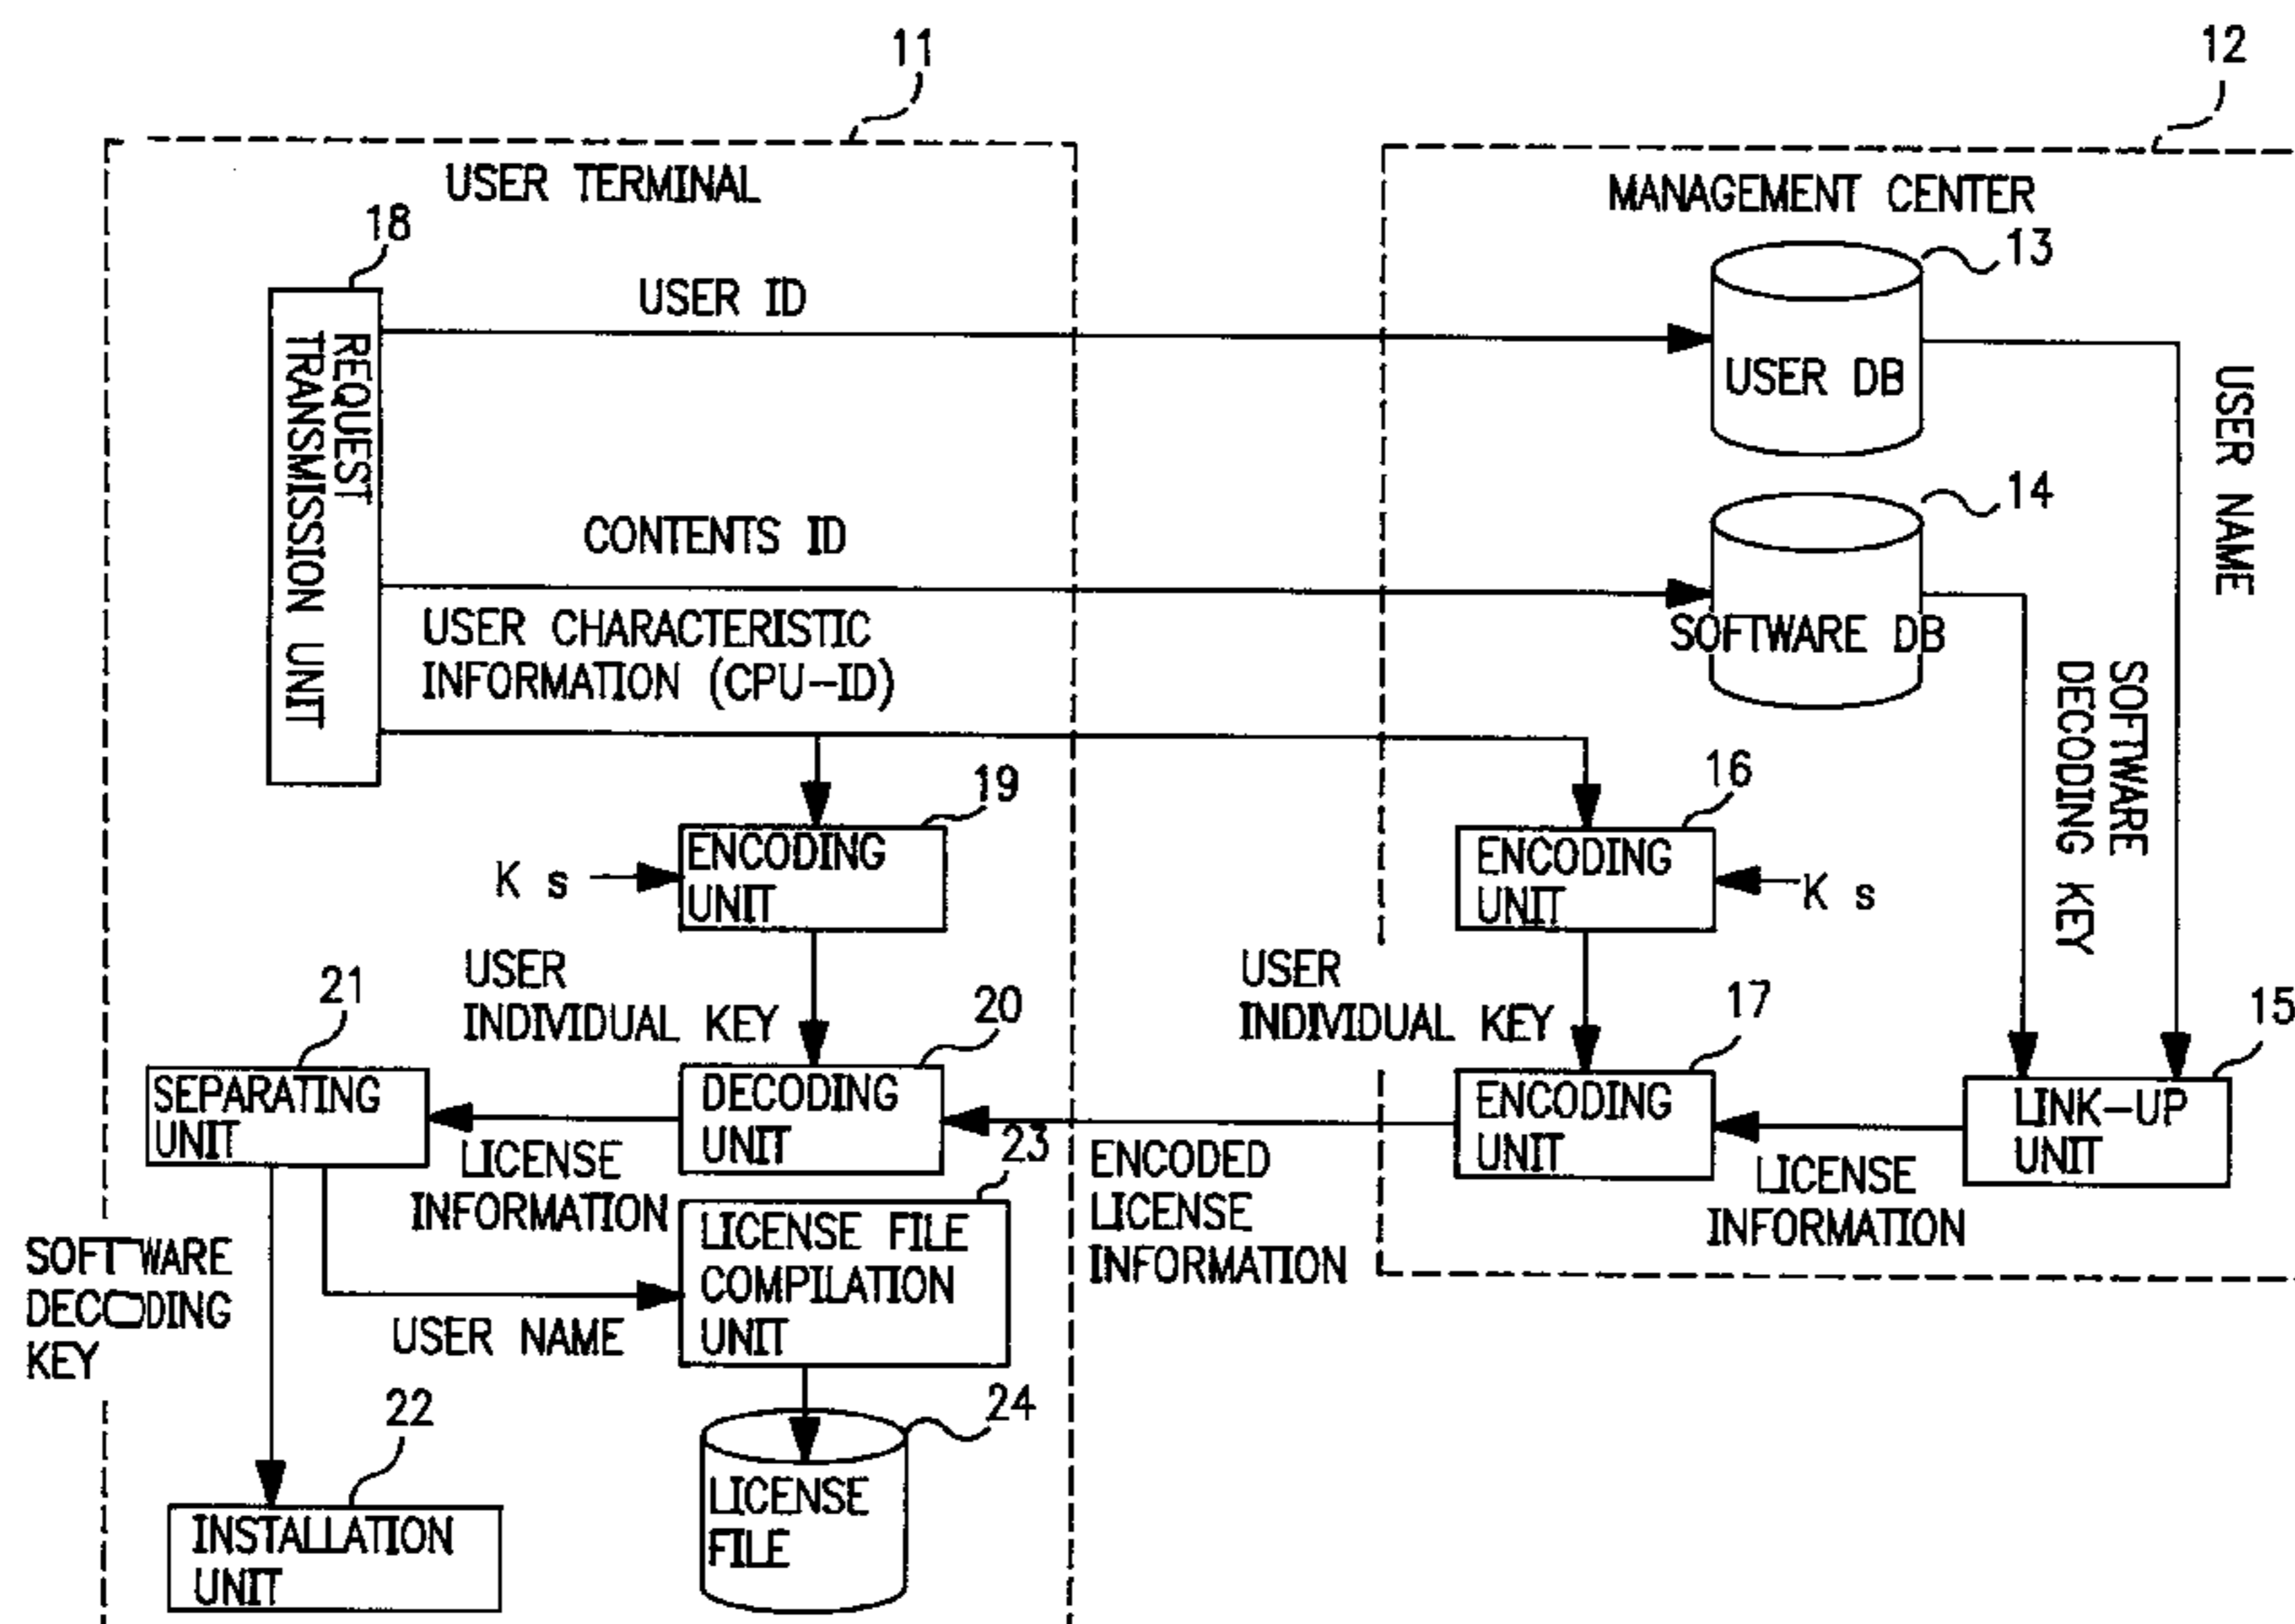 11
12
USER TERMINAL
MANAGEMENT CENTER
18
13
REQUEST
TRANSMISSION UNIT
USER ID
USER DB
USER NAME
14
CONTENTS ID
SOFTWARE DB
USER CHARACTERISTIC
INFORMATION (CPU-ID)
SOFTWARE
DECODING KEY
19
16
ENCODING
UNIT
K s
ENCODING
UNIT
K s
USER
INDIVIDUAL KEY
USER
INDIVIDUAL KEY
21
20
17
15
SEPARATING
UNIT
DECODING
UNIT
ENCODING
UNIT
LINK-UP
UNIT
23
LICENSE
INFORMATION
ENCODED
LICENSE
INFORMATION
LICENSE
INFORMATION
SOFTWARE
DECODING
KEY
LICENSE FILE
COMPILATION
UNIT
USER NAME
22
24
INSTALLATION
UNIT
LICENSE
FILE